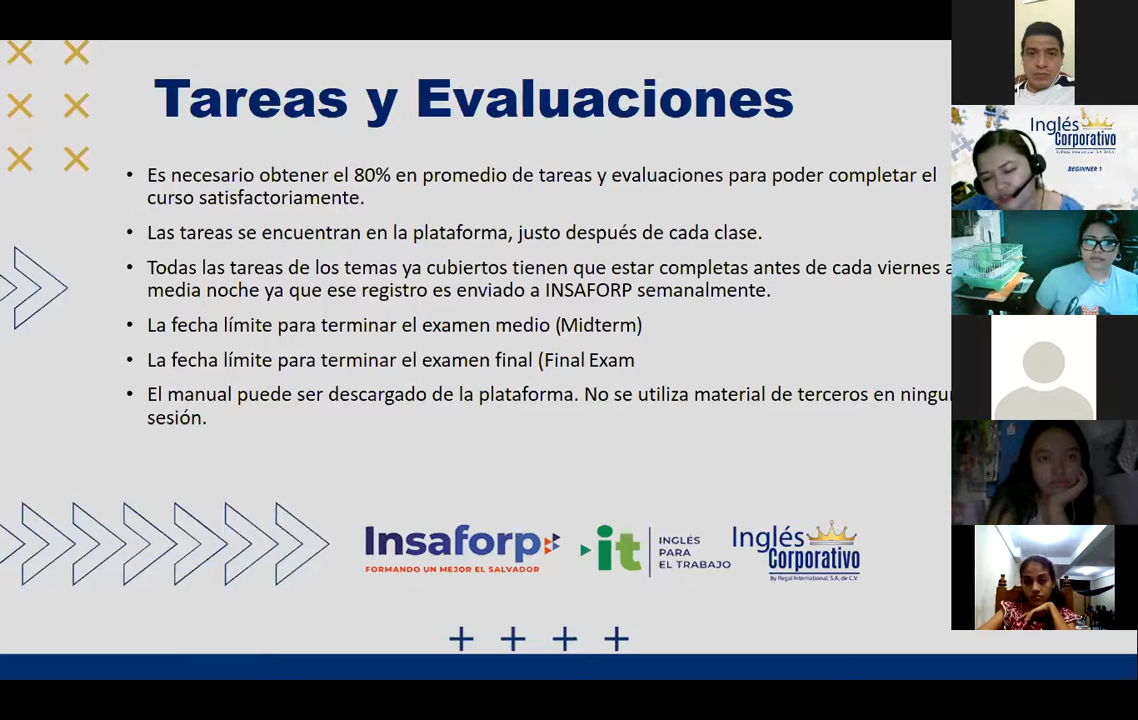 Tareas y Evaluaciones
• Es necesario obtener el 80% en promedio de tareas y evaluaciones para poder completar el
curso satisfactoriamente.
• Las tareas se encuentran en la plataforma, justo después de cada clase.
• Todas las tareas de los temas ya cubiertos tienen que estar completas antes de cada viernes a
media noche ya que ese registro es enviado a INSAFORP semanalmente.
• La fecha límite para terminar el examen medio (Midterm)
• La fecha límite para terminar el examen final (Final Exam
• El manual puede ser descargado de la plataforma. No se utiliza material de terceros en
sesión.
Insaforp
FORMANDO UN MEJOR EL SALVADOR
it
INGLÉS
PARA
EL TRABAJO
Inglés
Corporativo
By Regal International, S.A. de C.V.
Inglés
Corporativo
BEGINNER 1